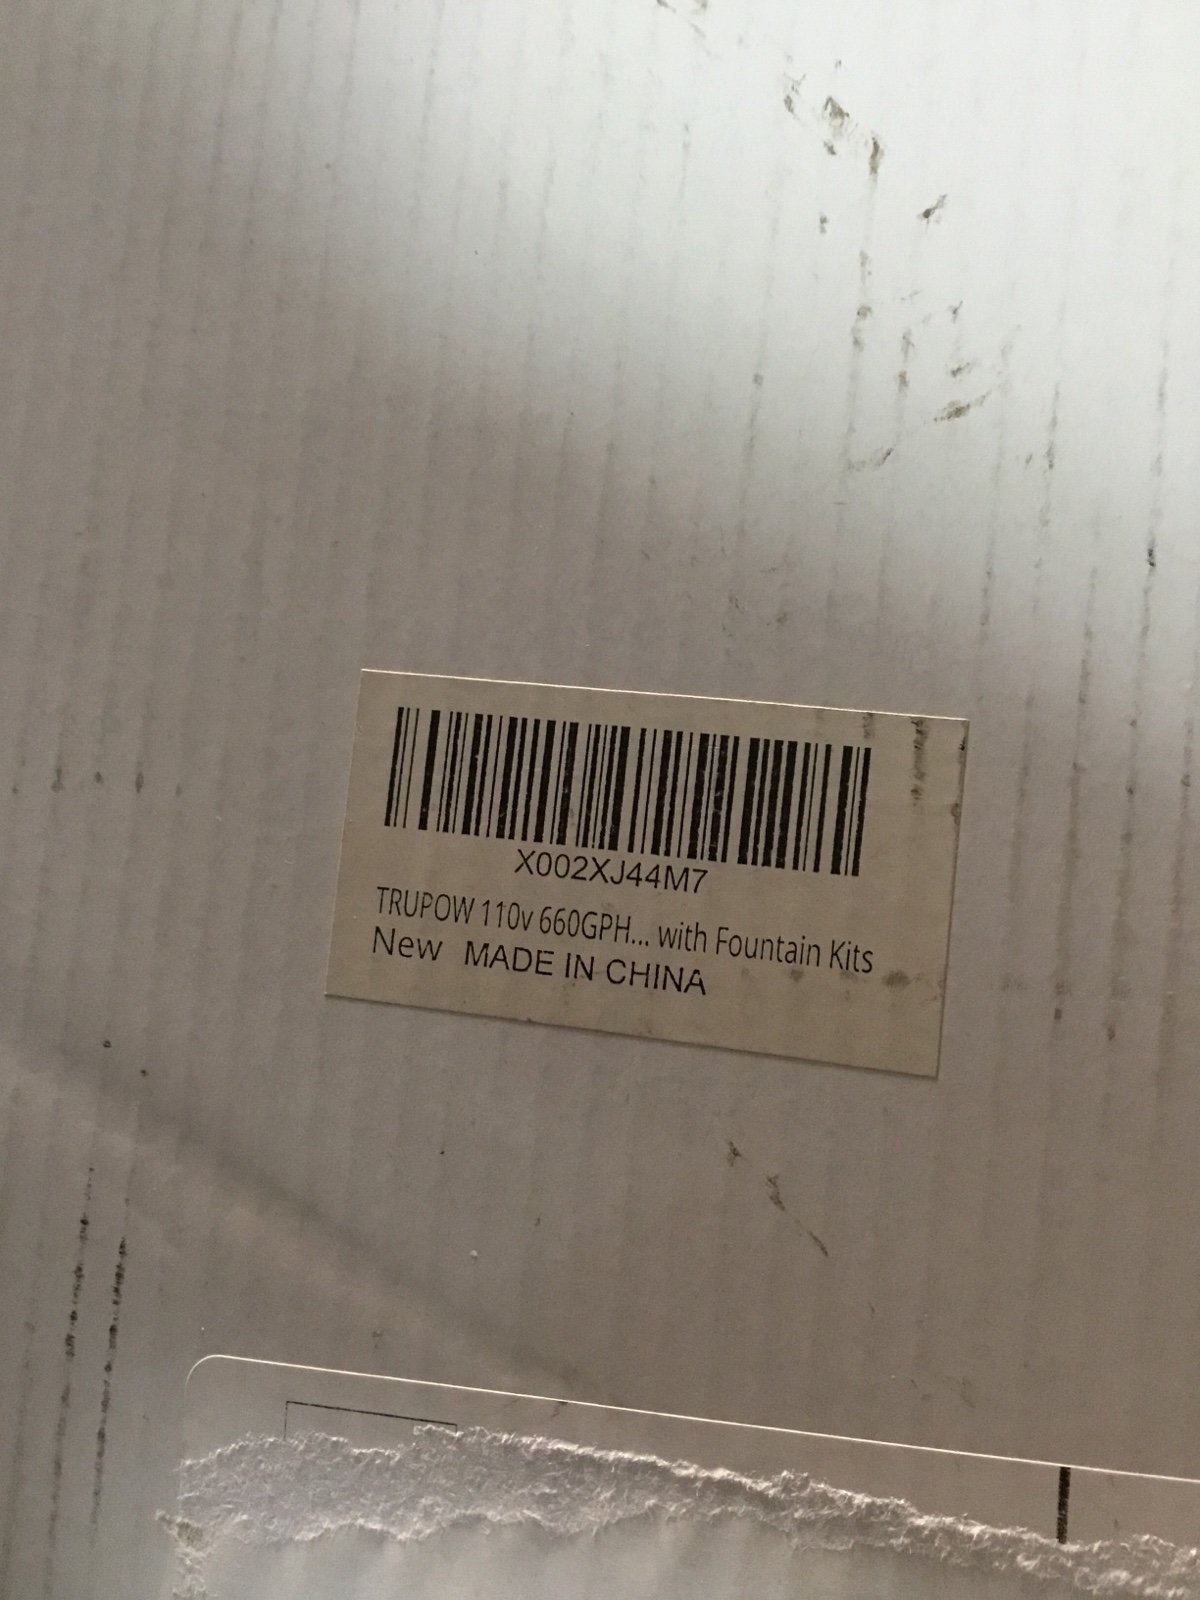 X002XJ44M7
TRUPOW 110v 660GPH... with Fountain Kits
New MADE IN CHINA